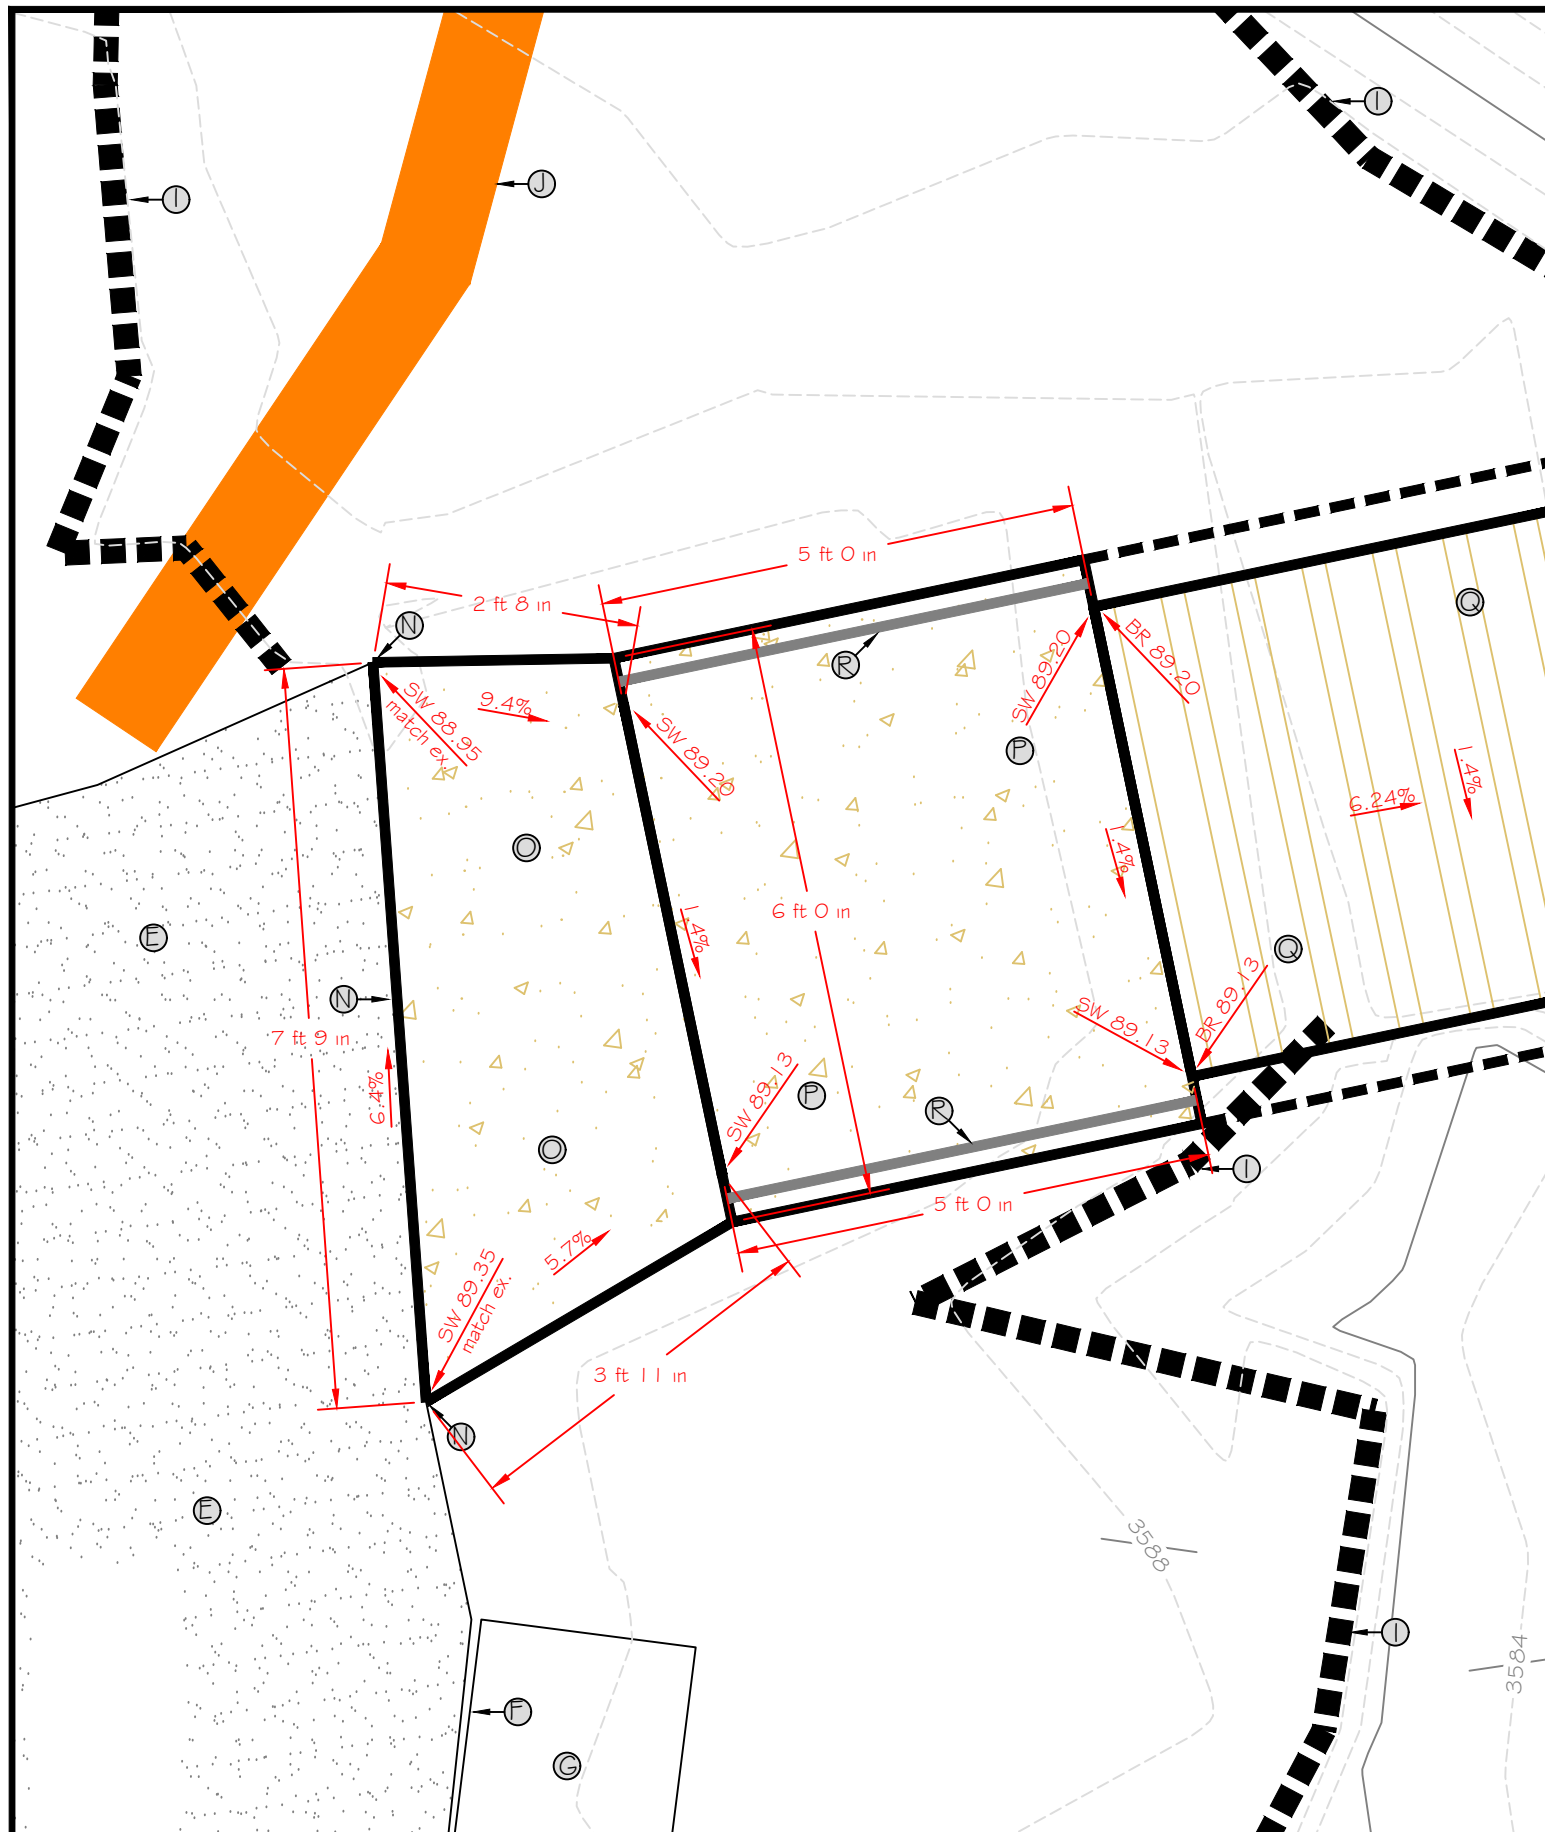 I
I
J
5 ft 0 in
2 ft 8 in
N
Q
BR 89.20
SW 89.20
R
SW 88.95
match ex.
9.4%
SW 89.20
P
1.4%
6.24%
O
1.4%
6 ft 0 in
1.4%
E
Q
N
BR 89.13
SW 89.13
7 ft 9 in
6.4%
SW 89.13
P
R
O
I
5 ft 0 in
5.7%
SW 89.35
match ex.
3 ft 11 in
N
E
3588
I
3584
F
G